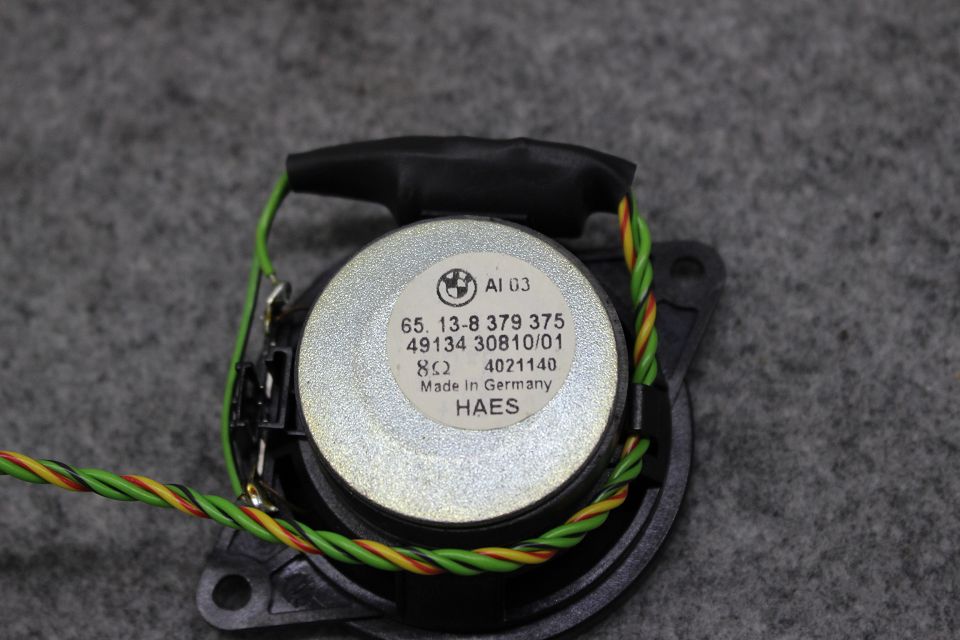 AI 03
65. 13-8 379 375
49134 30810/01
8Ω 4021140
Made In Germany
HAES